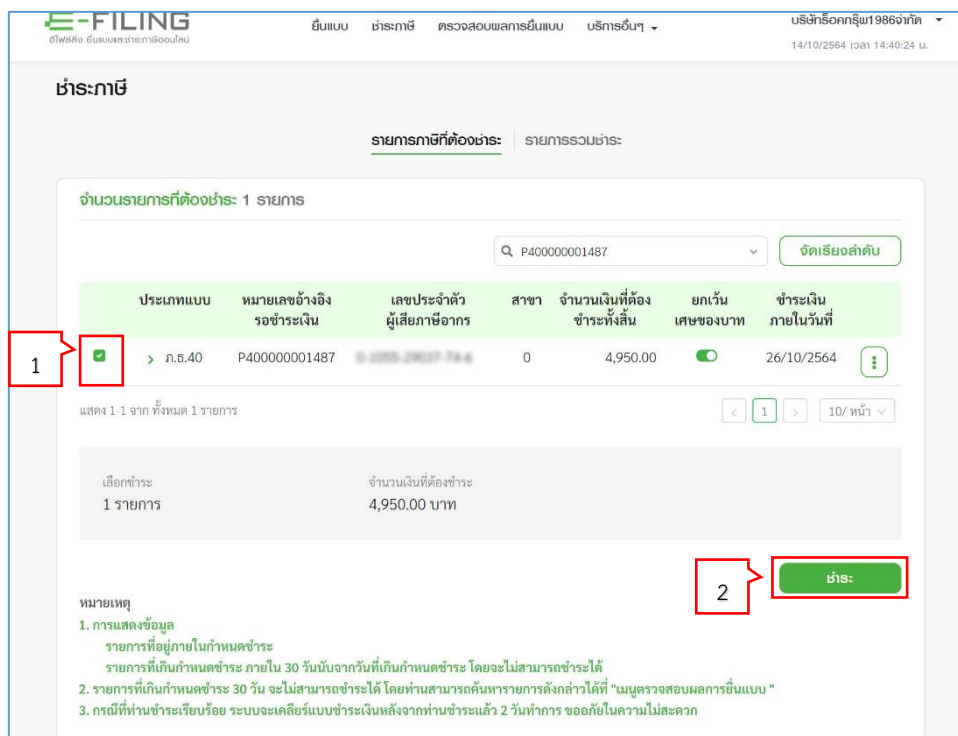 E-FILING
อีไฟล์ลิ่ง ยื่นแบบและชำระภาษีออนไลน์
ยื่นแบบ ชำระภาษี ตรวจสอบผลการยื่นแบบ บริการอื่นๆ
บริษัทร็อคกรุ๊ฟ1986จำกัด
14/10/2564 เวลา 14:40:24 น.
ชำระภาษี
รายการภาษีที่ต้องชำระ รายการรวมชำระ
จำนวนรายการที่ต้องชำระ 1 รายการ
P400000001487 จัดเรียงลำดับ
ประเภทแบบ หมายเลขอ้างอิง เลขประจำตัว สาขา จำนวนเงินที่ต้อง ยกเว้น ชำระเงิน
รอชำระเงิน ผู้เสียภาษีอากร ชำระทั้งสิ้น เศษของบาท ภายในวันที่
1 > ภ.ธ.40 P400000001487 0 4,950.00 26/10/2564
แสดง 1-1 จาก ทั้งหมด 1 รายการ < 1 > 10/ หน้า
เลือกชำระ จำนวนเงินที่ต้องชำระ
1 รายการ 4,950.00 บาท
2 ชำระ
หมายเหตุ
1. การแสดงข้อมูล
รายการที่อยู่ภายในกำหนดชำระ
รายการที่เกินกำหนดชำระ ภายใน 30 วันนับจากวันที่เกินกำหนดชำระ โดยจะไม่สามารถชำระได้
2. รายการที่เกินกำหนดชำระ 30 วัน จะไม่สามารถชำระได้ โดยท่านสามารถค้นหารายการดังกล่าวได้ที่ "เมนูตรวจสอบผลการยื่นแบบ "
3. กรณีที่ท่านชำระเรียบร้อย ระบบจะเคลียร์แบบชำระเงินหลังจากท่านชำระแล้ว 2 วันทำการ ขออภัยในความไม่สะดวก